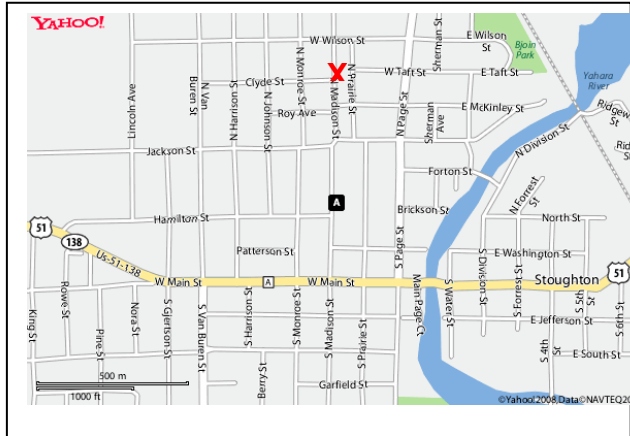 YAHOO!
W Wilson St
E Wilson St
Bjoin Park
Sherman St
N Monroe St
Clyde St
X
N Prairie St
W Taft St
E Taft St
Yahara River
Lincoln Ave
Buren St
N Van
N Harrison St
N Johnson St
Roy Ave
N Madison St
N Page St
Sherman Ave
E McKinley St
Ridgew
N Division St
Jackson St
Rid
Forton St
A
N Forrest St
51
138
Us-51-138
Hamilton St
Brickson St
North St
Patterson St
S Page St
E Washington St
W Main St
A
W Main St
Stoughton
51
King St
Rowe St
Pine St
Nora St
S Gjerson St
S Van Buren St
S Harrison St
Berry St
S Monroe St
S Madison St
S Prairie St
Main Page Ct
S Water St
S Division St
S Forrest St
S 4th St
S 5th St
S 6th St
E Jefferson St
E South St
Garfield St
500 m
1000 ft
©Yahoo!2008,Data©NAVTEQ20